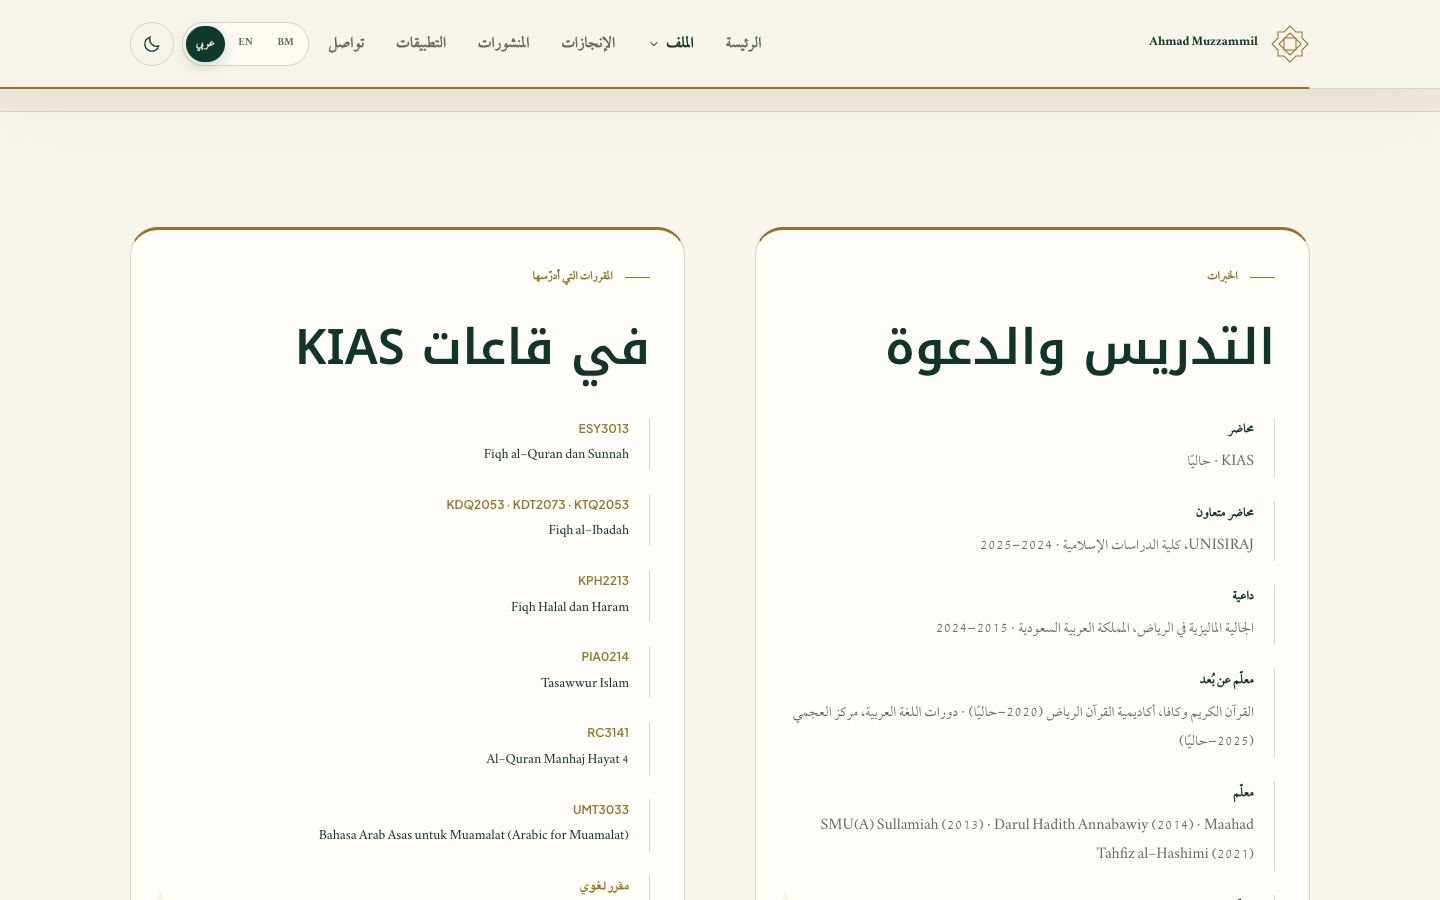 Ahmad Muzzammil
الرئيسة
الملف
الإنجازات
المنشورات
التطبيقات
تواصل
BM
EN
عربي
الخبرات
التدريس والدعوة
محاضر
KIAS · حاليًا
محاضر متعاون
UNISIRAJ، كلية الدراسات الإسلامية · 2024–2025
داعية
الجالية الماليزية في الرياض، المملكة العربية السعودية · 2015–2024
معلّم عن بُعد
القرآن الكريم وكافا، أكاديمية القرآن الرياض (2020–حاليًا) · دورات اللغة العربية، مركز العجمي
(2025–حاليًا)
معلّم
SMU(A) Sullamiah (2013) · Darul Hadith Annabawiy (2014) · Maahad
Tahfiz al-Hashimi (2021)
المقررات التي أدرّسها
في قاعات KIAS
ESY3013
Fiqh al-Quran dan Sunnah
KDQ2053 · KDT2073 · KTQ2053
Fiqh al-Ibadah
KPH2213
Fiqh Halal dan Haram
PIA0214
Tasawwur Islam
RC3141
Al-Quran Manhaj Hayat 4
UMT3033
Bahasa Arab Asas untuk Muamalat (Arabic for Muamalat)
مقرر لغوي